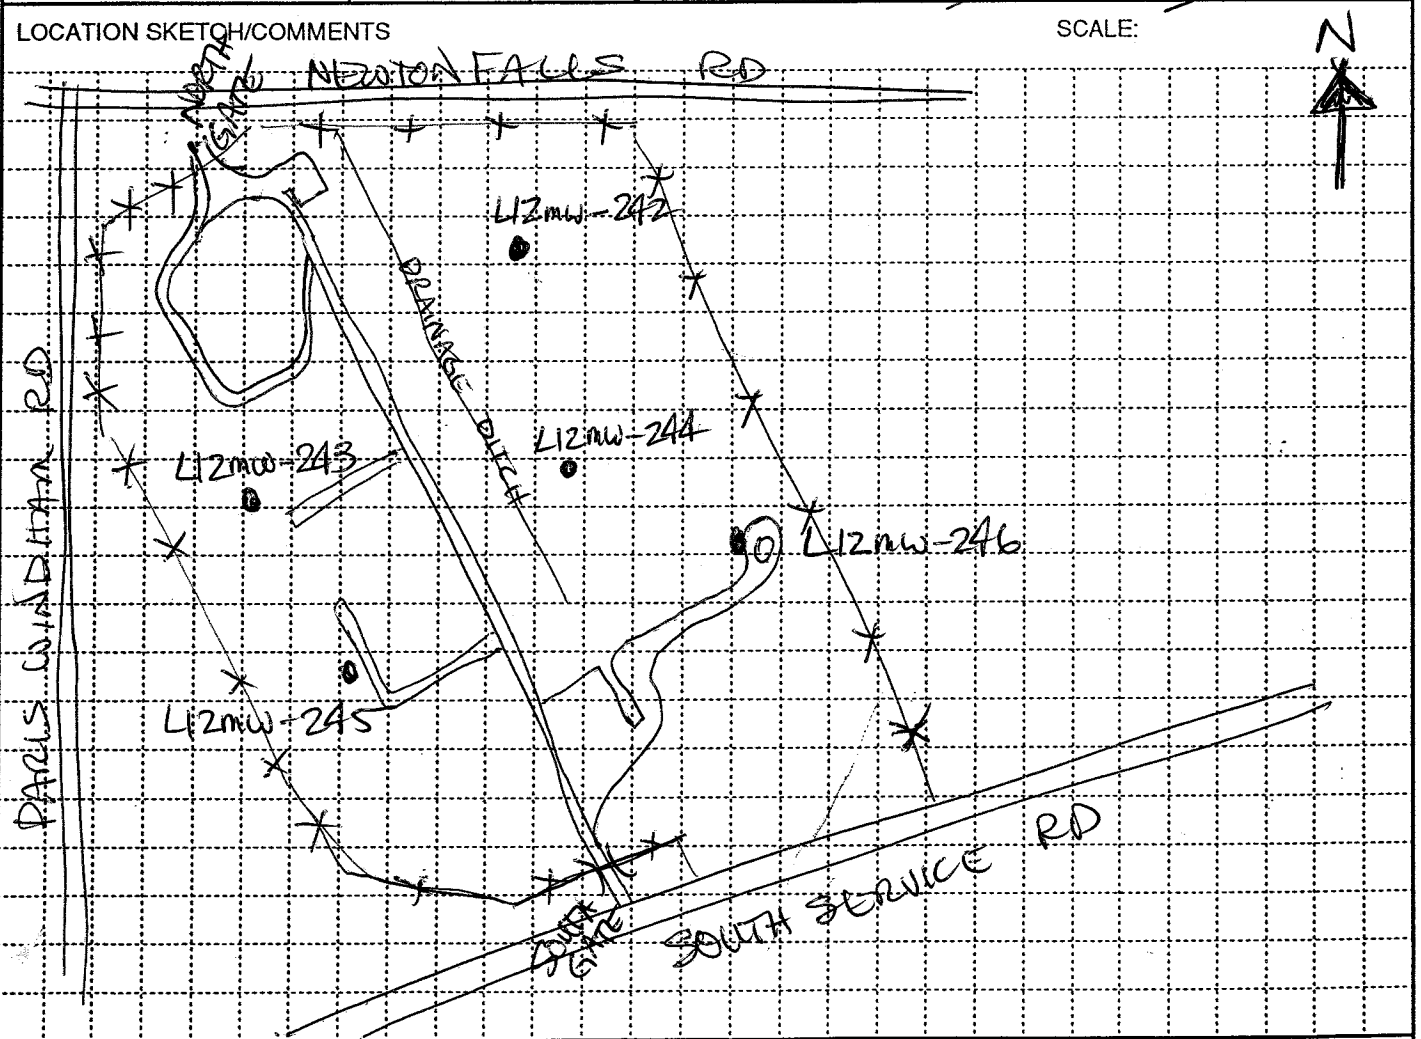 LOCATION SKETCH/COMMENTS
SCALE:
N
NEWTON FALLS RD
NORTH
GATE
L12mw-242
DRAINAGE DITCH
L12mw-244
L12mw-243
L12mw-246
PARIS WINDHAM RD
L12mw-245
SOUTH SERVICE RD
SOUTH
GATE